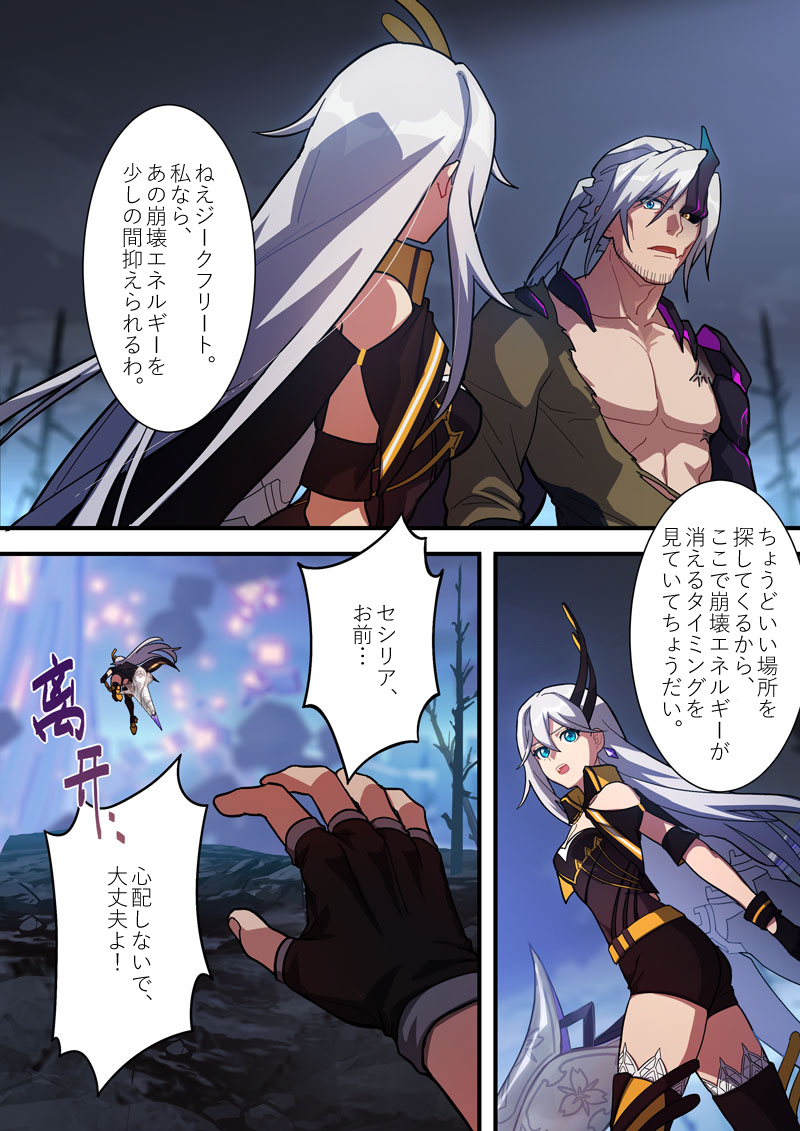 ねえジークフリート。
私なら、
あの崩壊エネルギーを
少しの間抑えられるわ。
ちょうどいい場所を
探してくるから、
ここで崩壊エネルギーが
消えるタイミングを
見ていてちょうだい。
セシリア、
お前…
离开:
心配しないで、
大丈夫よ！